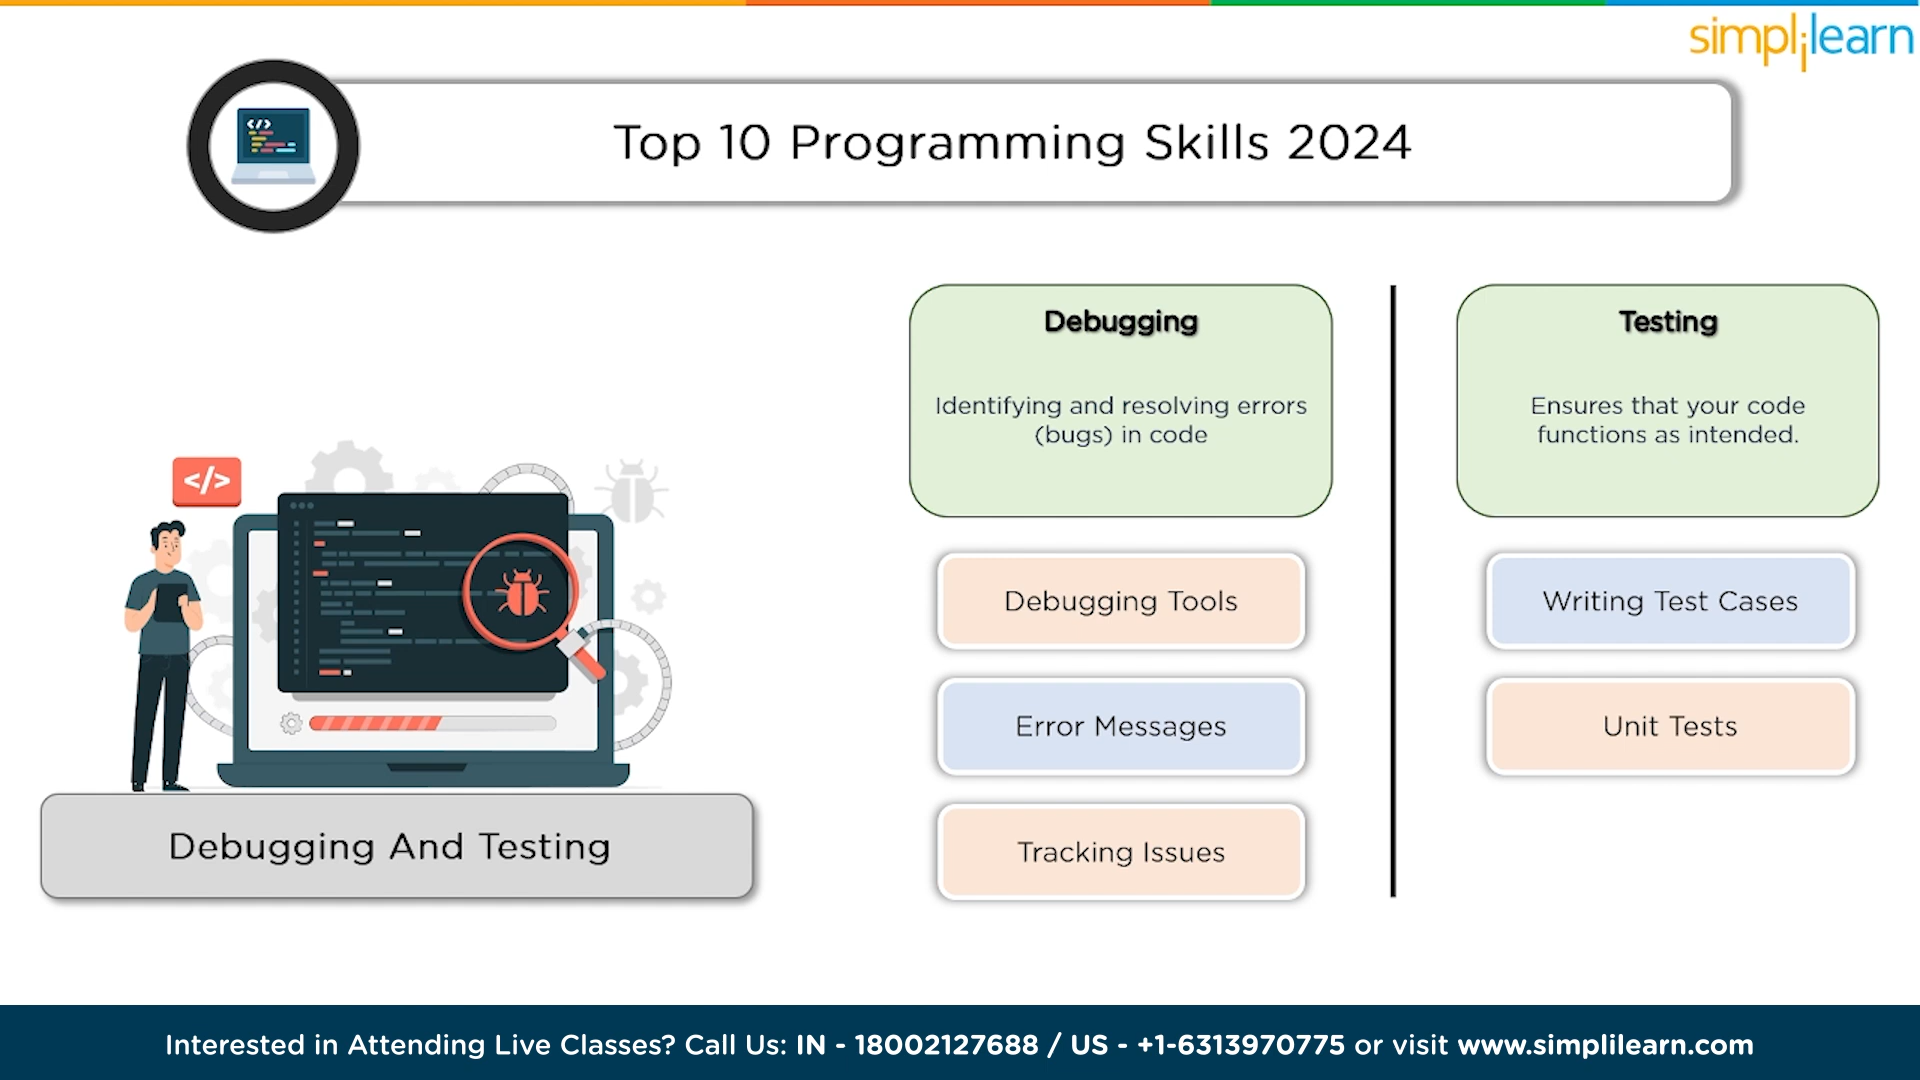 simplilearn
</>
Top 10 Programming Skills 2024
Debugging
Identifying and resolving errors
(bugs) in code
Debugging Tools
Error Messages
Tracking Issues
Testing
Ensures that your code
functions as intended.
Writing Test Cases
Unit Tests
</>
Debugging And Testing
Interested in Attending Live Classes? Call Us: IN - 18002127688 / US - +1-6313970775 or visit www.simplilearn.com